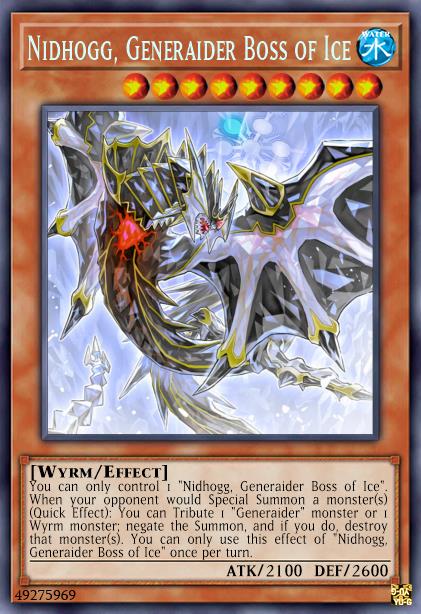 Nidhogg, Generaider Boss of Ice
WATER
水
[Wyrm/Effect]
You can only control 1 "Nidhogg, Generaider Boss of Ice".
When your opponent would Special Summon a monster(s)
(Quick Effect): You can Tribute 1 "Generaider" monster or 1
Wyrm monster; negate the Summon, and if you do, destroy
that monster(s). You can only use this effect of "Nidhogg,
Generaider Boss of Ice" once per turn.
ATK/2100 DEF/2600
49275969